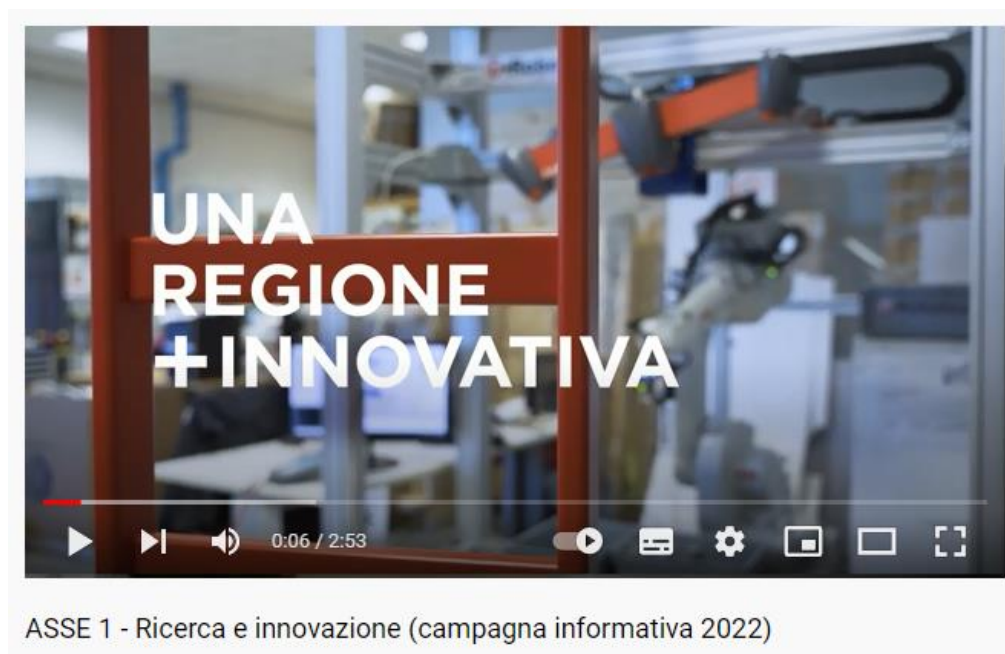 UNA
REGIONE
+INNOVATIVA
0:06 / 2:53
ASSE 1 - Ricerca e innovazione (campagna informativa 2022)